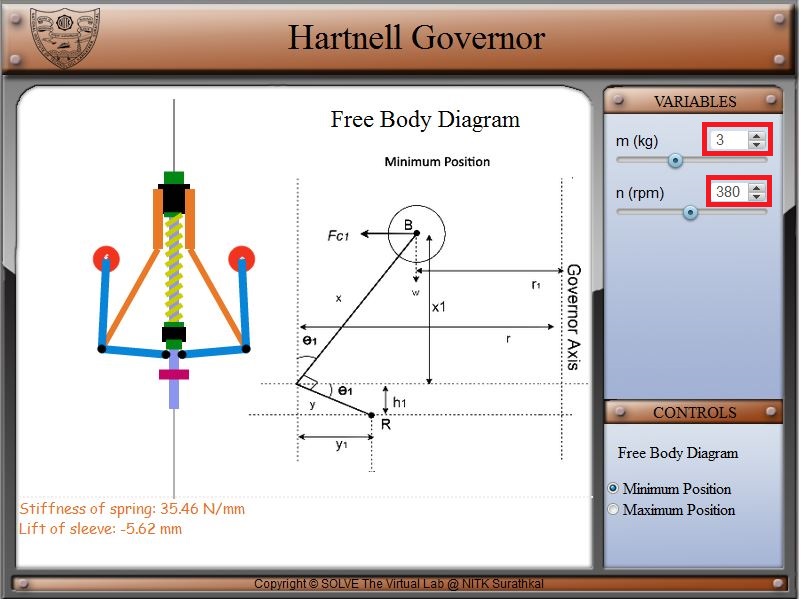 Hartnell Governor
Free Body Diagram
Minimum Position
B
Fc1
w
r1
x
x1
Governor Axis
r
θ1
θ1
y
h1
R
y1
Stiffness of spring: 35.46 N/mm
Lift of sleeve: -5.62 mm
VARIABLES
m (kg)
3
n (rpm)
380
CONTROLS
Free Body Diagram
Minimum Position
Maximum Position
Copyright © SOLVE The Virtual Lab @ NITK Surathkal